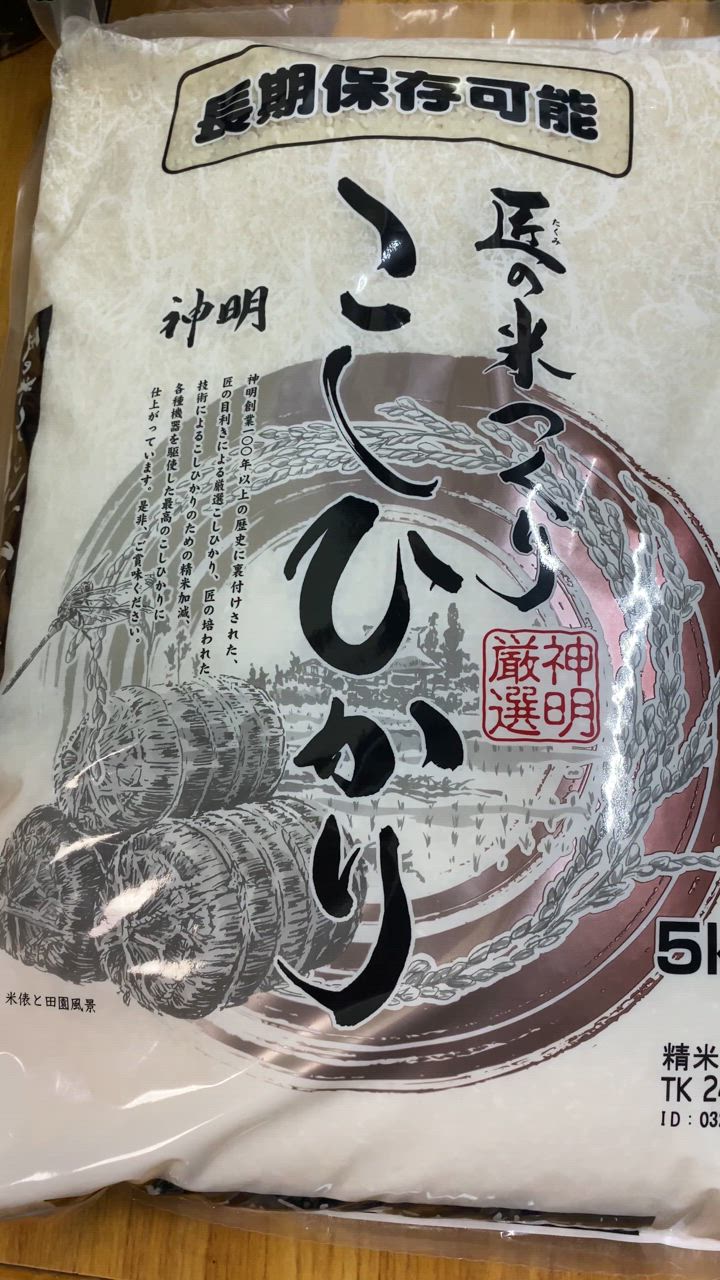 長期保存可能
匠の米つくり
たくみ
こしひかり
神明
厳選
神明
神明創業一〇〇年以上の歴史に裏付けされた、
匠の目利きによる厳選こしひかり、匠の培われた
技術によるこしひかりのための精米加減、
各種機器を駆使した最高のこしひかりに
仕上がっています。是非、ご賞味ください。
米俵と田園風景
5k
精米
TK 24
ID : 03